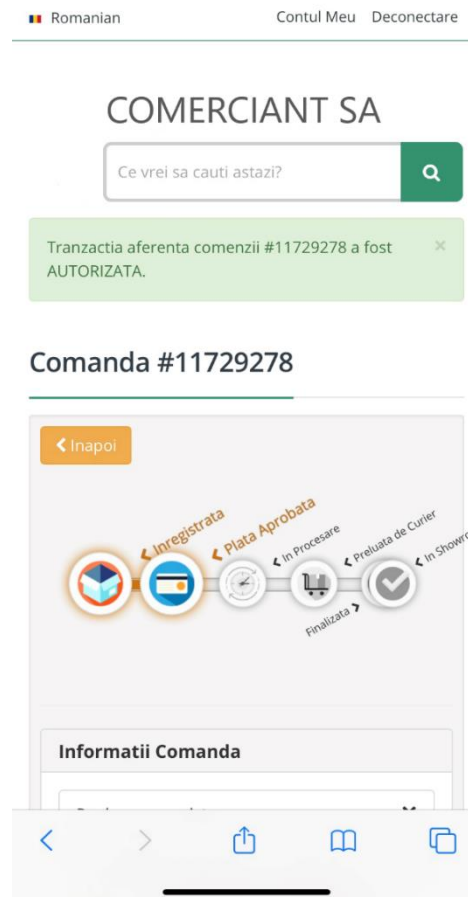 Romanian
Contul Meu Deconectare
COMERCIANT SA
Ce vrei sa cauti astazi?
Tranzactia aferenta comenzii #11729278 a fost
AUTORIZATA.
Comanda #11729278
Inapoi
Inregistrata
Plata Aprobata
In Procesare
Preluata de Curier
In Showro
Finalizata
Informatii Comanda